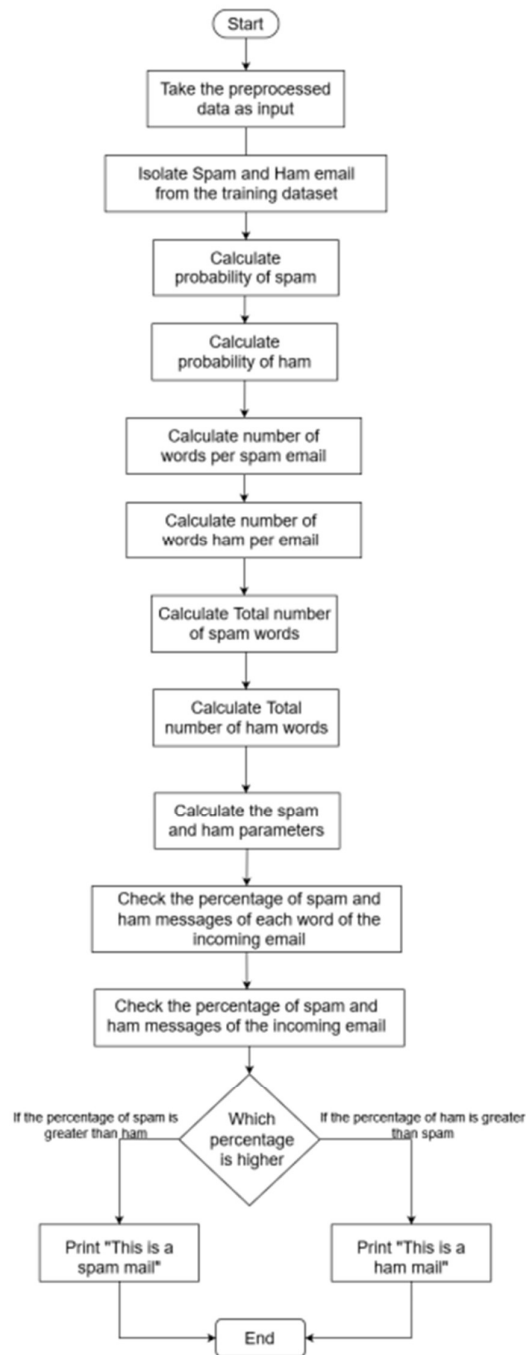 Start
Take the preprocessed
data as input
Isolate Spam and Ham email
from the training dataset
Calculate
probability of spam
Calculate
probability of ham
Calculate number of
words per spam email
Calculate number of
words ham per email
Calculate Total number
of spam words
Calculate Total
number of ham words
Calculate the spam
and ham parameters
Check the percentage of spam and
ham messages of each word of the
incoming email
Check the percentage of spam and
ham messages of the incoming email
If the percentage of spam is
greater than ham
Which
percentage
is higher
If the percentage of ham is greater
than spam
Print "This is a
spam mail"
Print "This is a
ham mail"
End